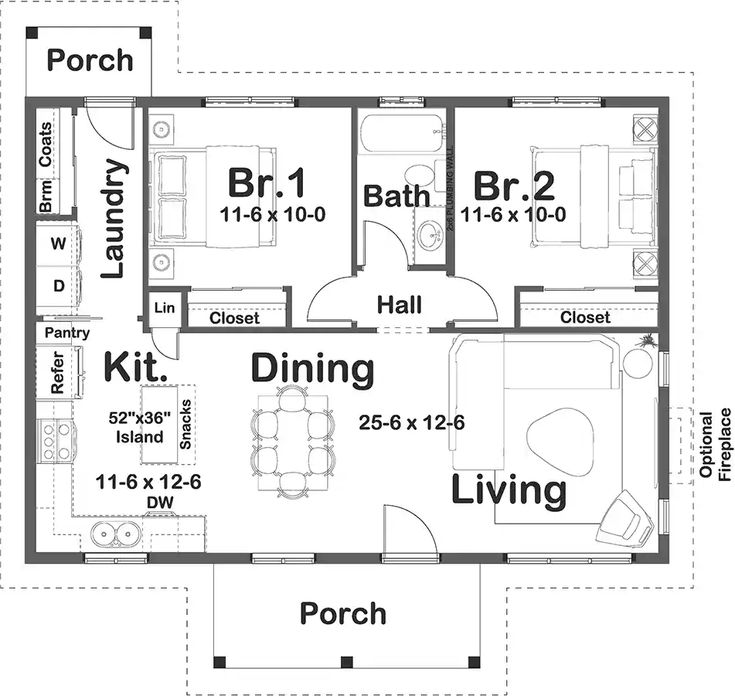 Optional
Fireplace
Br.2
11-6 x 10-0
Closet
Living
2x6 PLUMBING WALL
Bath
Hall
25-6 x 12-6
Dining
Porch
Br.1
11-6 x 10-0
Closet
Lin
Snacks
52"x36"
Island
Kit.
11-6 x 12-6
DW
Laundry
Porch
Coats
Brm
W
D
Pantry
Refer